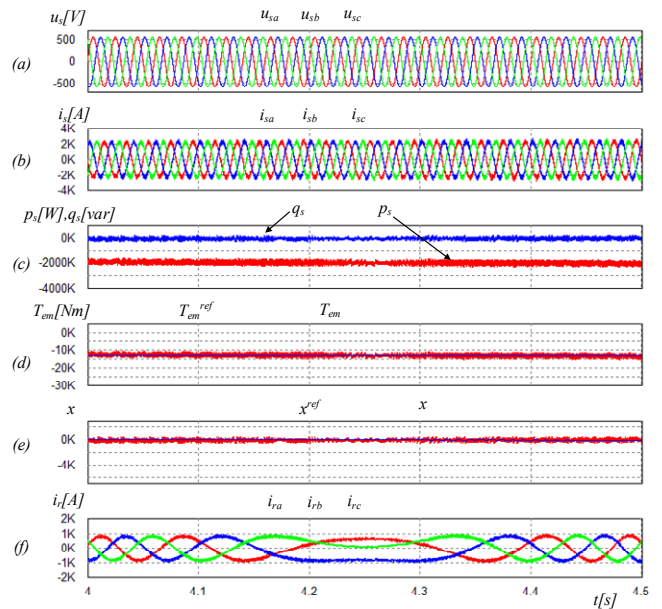 u_s[V] u_sa u_sb u_sc
500
(a) 0
-500
i_s[A] i_sa i_sb i_sc
4K
2K
(b) 0K
-2K
-4K
p_s[W],q_s[var] q_s p_s
0K
(c) -2000K
-4000K
T_em[Nm] T_em^ref T_em
0K
-10K
(d) -20K
-30K
x x^ref x
(e) 0K
-4K
i_r[A] i_ra i_rb i_rc
2K
1K
(f) 0K
-1K
-2K
4 4.1 4.2 4.3 4.4 4.5
t[s]